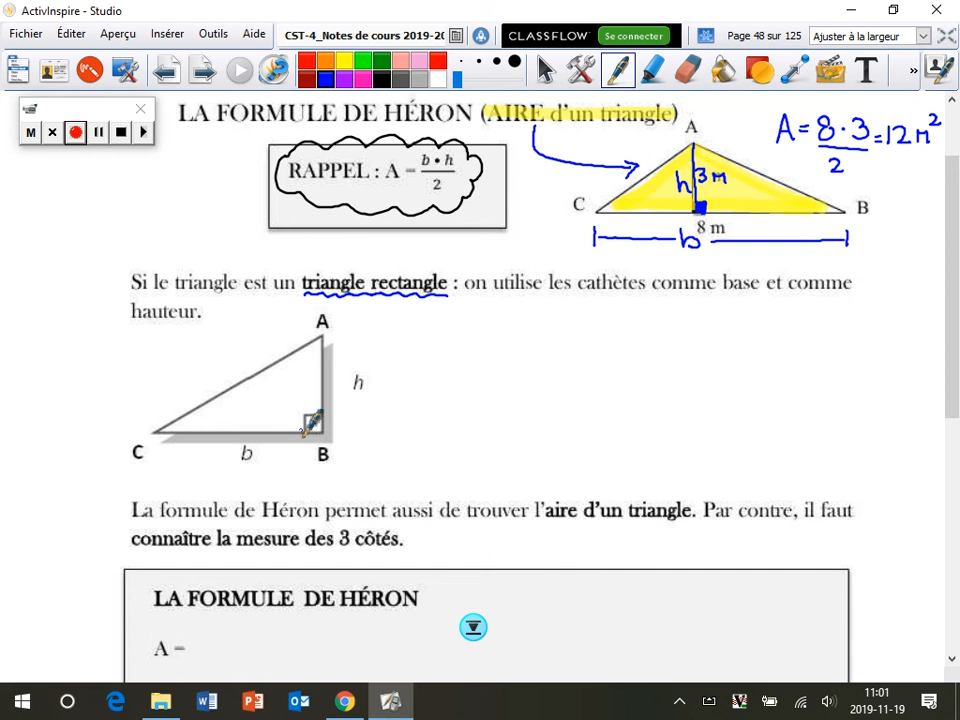 ActivInspire - Studio
Fichier Éditer Aperçu Insérer Outils Aide CST-4_Notes de cours 2019-20 CLASSFLOW Se connecter Page 48 sur 125 Ajuster à la largeur
M
LA FORMULE DE HÉRON (AIRE d'un triangle)
RAPPEL : A = b • h / 2
A
h 3 m
C B
8 m
b
A = 8 · 3 / 2 = 12 m²
Si le triangle est un triangle rectangle : on utilise les cathètes comme base et comme
hauteur.
A
h
C b B
La formule de Héron permet aussi de trouver l'aire d'un triangle. Par contre, il faut
connaître la mesure des 3 côtés.
LA FORMULE DE HÉRON
A =
11:01
2019-11-19